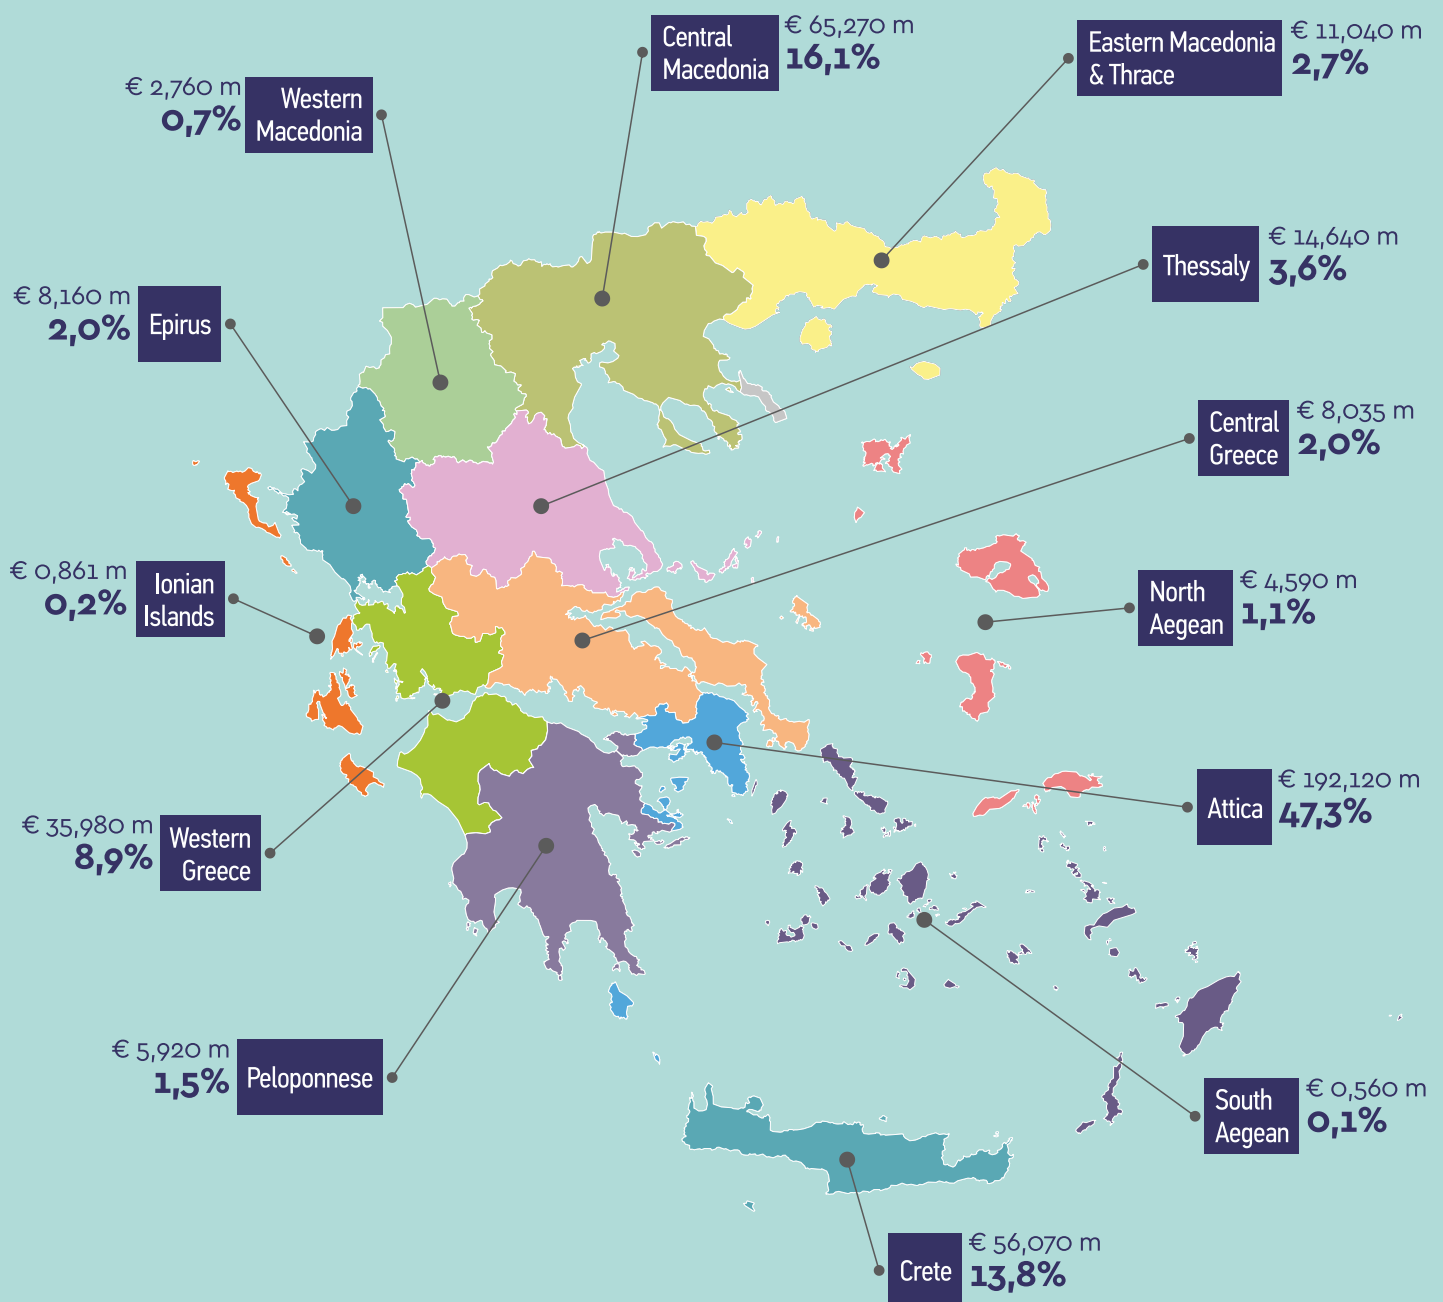 Central
Macedonia
€ 65,270 m
16,1%
Eastern Macedonia
& Thrace
€ 11,040 m
2,7%
€ 2,760 m
0,7%
Western
Macedonia
Thessaly
€ 14,640 m
3,6%
€ 8,160 m
2,0%
Epirus
Central
Greece
€ 8,035 m
2,0%
€ 0,861 m
0,2%
Ionian
Islands
North
Aegean
€ 4,590 m
1,1%
Attica
€ 192,120 m
47,3%
€ 35,980 m
8,9%
Western
Greece
€ 5,920 m
1,5%
Peloponnese
South
Aegean
€ 0,560 m
0,1%
Crete
€ 56,070 m
13,8%